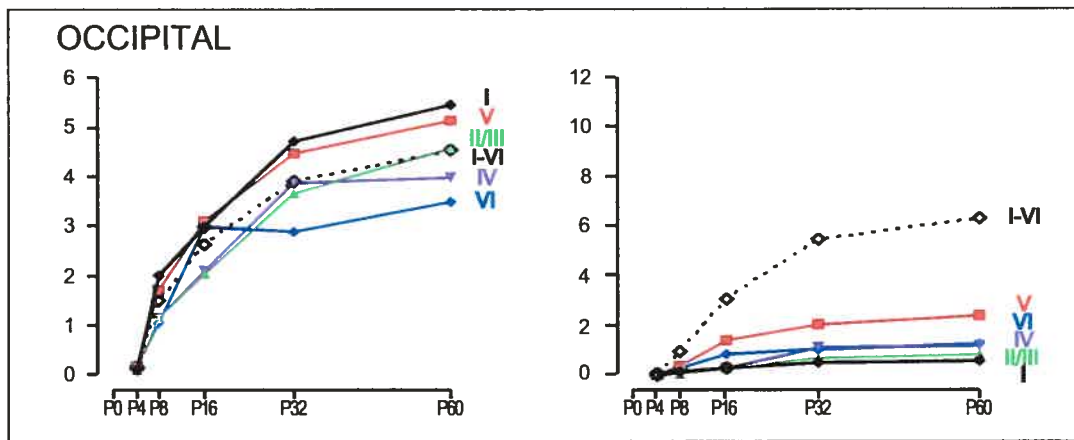 OCCIPITAL
6
5
4
3
2
1
0
P0 P4 P8 P16 P32 P60
I
V
II/III
I-VI
IV
VI
12
10
8
6
4
2
0
P0 P4 P8 P16 P32 P60
I-VI
V
VI
IV
II/III
I